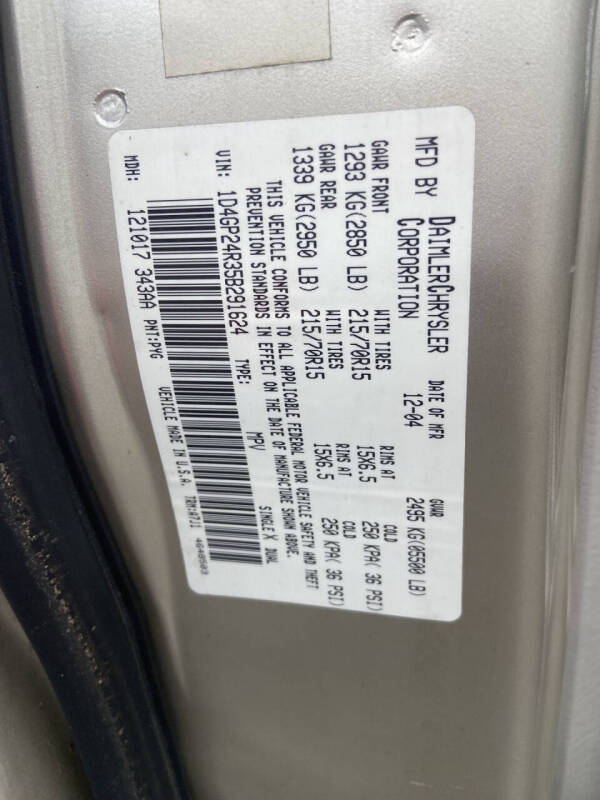 MFD BY DAIMLERCHRYSLER CORPORATION DATE OF MFR 12-04 GVWR 2495 KG(05500 LB)
GAWR FRONT WITH TIRES RIMS AT COLD
1293 KG(2850 LB) 215/70R15 15X6.5 250 KPA( 36 PSI)
GAWR REAR WITH TIRES RIMS AT COLD
1339 KG(2950 LB) 215/70R15 15X6.5 250 KPA( 36 PSI)
THIS VEHICLE CONFORMS TO ALL APPLICABLE FEDERAL MOTOR VEHICLE SAFETY AND THEFT
PREVENTION STANDARDS IN EFFECT ON THE DATE OF MANUFACTURE SHOWN ABOVE.
VIN: 1D4GP24R35B291624 TYPE: MPV SINGLE X DUAL
MDH: 121017 343AA PNT:PY6 VEHICLE MADE IN U.S.A. 4648503